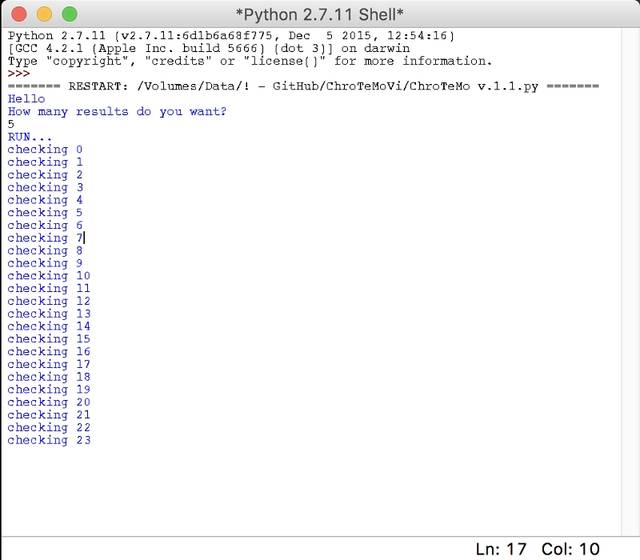 *Python 2.7.11 Shell*
Python 2.7.11 (v2.7.11:6d1b6a68f775, Dec  5 2015, 12:54:16)
[GCC 4.2.1 (Apple Inc. build 5666) (dot 3)] on darwin
Type "copyright", "credits" or "license()" for more information.
>>>
======= RESTART: /Volumes/Data/! - GitHub/ChroTeMoVi/ChroTeMo v.1.1.py =======
Hello
How many results do you want?
5
RUN...
checking 0
checking 1
checking 2
checking 3
checking 4
checking 5
checking 6
checking 7
checking 8
checking 9
checking 10
checking 11
checking 12
checking 13
checking 14
checking 15
checking 16
checking 17
checking 18
checking 19
checking 20
checking 21
checking 22
checking 23
Ln: 17 Col: 10